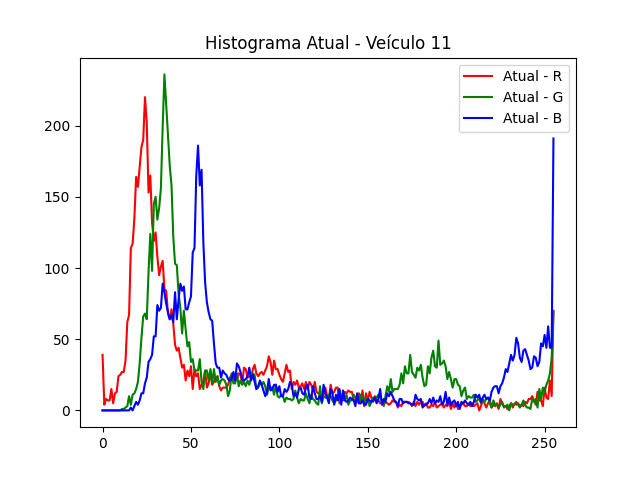 Histograma Atual - Veículo 11
Atual - R
Atual - G
Atual - B
200
150
100
50
0
0 50 100 150 200 250